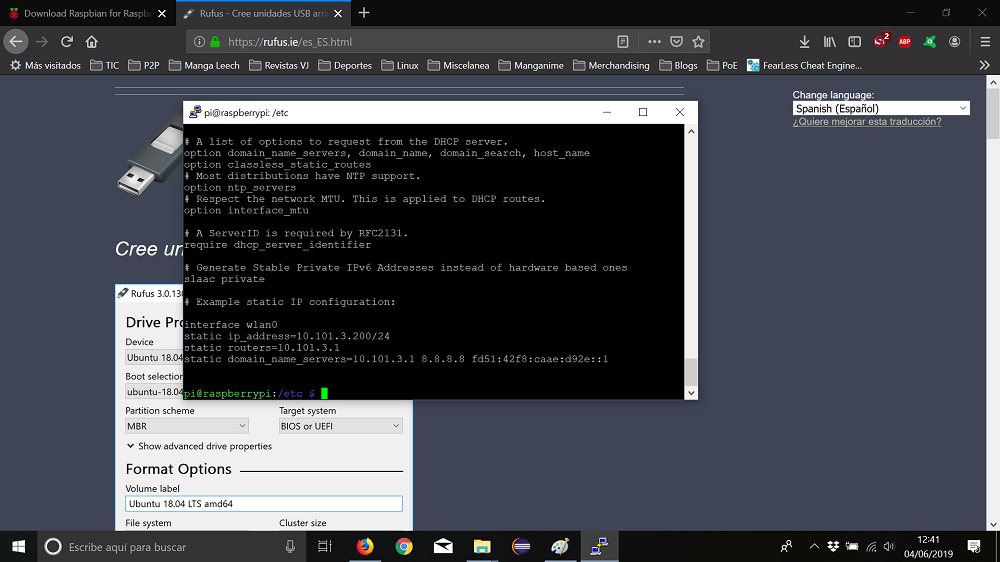 Download Raspbian for Raspbe
Rufus - Cree unidades USB arra
https://rufus.ie/es_ES.html
2
ABP
Más visitados
TIC
P2P
Manga Leech
Revistas VJ
Deportes
Linux
Miscelanea
Manganime
Merchandising
Blogs
PoE
FearLess Cheat Engine...
Change language:
Spanish (Español)
¿Quiere mejorar esta traducción?
pi@raspberrypi: /etc
# A list of options to request from the DHCP server.
option domain_name_servers, domain_name, domain_search, host_name
option classless_static_routes
# Most distributions have NTP support.
option ntp_servers
# Respect the network MTU. This is applied to DHCP routes.
option interface_mtu
# A ServerID is required by RFC2131.
require dhcp_server_identifier
# Generate Stable Private IPv6 Addresses instead of hardware based ones
slaac private
# Example static IP configuration:
interface wlan0
static ip_address=10.101.3.200/24
static routers=10.101.3.1
static domain_name_servers=10.101.3.1 8.8.8.8 fd51:42f8:caae:d92e::1
pi@raspberrypi:/etc $
Cree un
Rufus 3.0.13
Drive Pro
Device
Ubuntu 18.04
Boot selection
ubuntu-18.04
Partition scheme
Target system
MBR
BIOS or UEFI
Show advanced drive properties
Format Options
Volume label
Ubuntu 18.04 LTS amd64
File system
Cluster size
Escribe aquí para buscar
12:41
04/06/2019